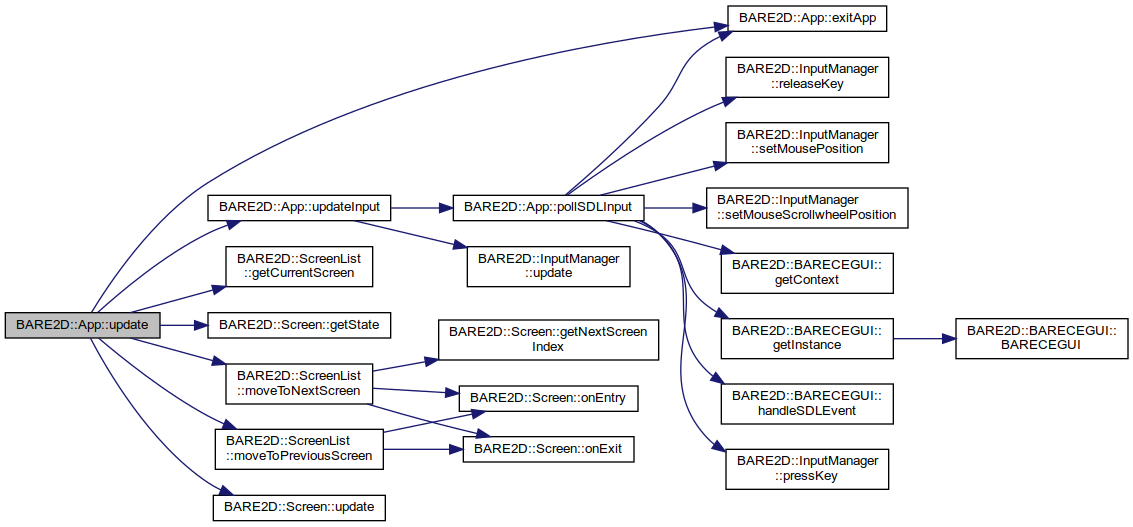 BARE2D::App::update
BARE2D::App::exitApp
BARE2D::App::updateInput
BARE2D::App::pollSDLInput
BARE2D::InputManager
::releaseKey
BARE2D::InputManager
::setMousePosition
BARE2D::InputManager
::setMouseScrollwheelPosition
BARE2D::BARECEGUI::
getContext
BARE2D::BARECEGUI::
getInstance
BARE2D::BARECEGUI::
BARECEGUI
BARE2D::BARECEGUI::
handleSDLEvent
BARE2D::InputManager
::pressKey
BARE2D::InputManager
::update
BARE2D::ScreenList
::getCurrentScreen
BARE2D::Screen::getState
BARE2D::ScreenList
::moveToNextScreen
BARE2D::Screen::getNextScreen
Index
BARE2D::Screen::onEntry
BARE2D::Screen::onExit
BARE2D::ScreenList
::moveToPreviousScreen
BARE2D::Screen::update